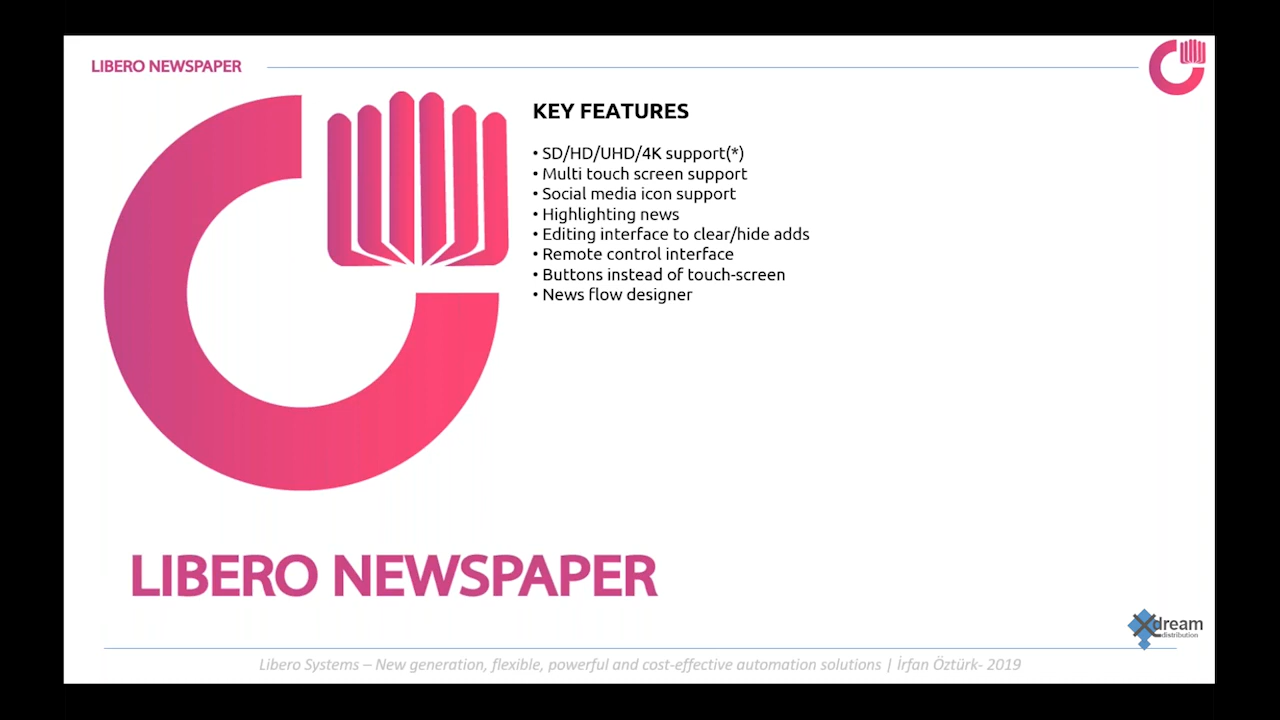 LIBERO NEWSPAPER
KEY FEATURES
• SD/HD/UHD/4K support(*)
• Multi touch screen support
• Social media icon support
• Highlighting news
• Editing interface to clear/hide adds
• Remote control interface
• Buttons instead of touch-screen
• News flow designer
LIBERO NEWSPAPER
Xdream
distribution
Libero Systems – New generation, flexible, powerful and cost-effective automation solutions | İrfan Öztürk- 2019